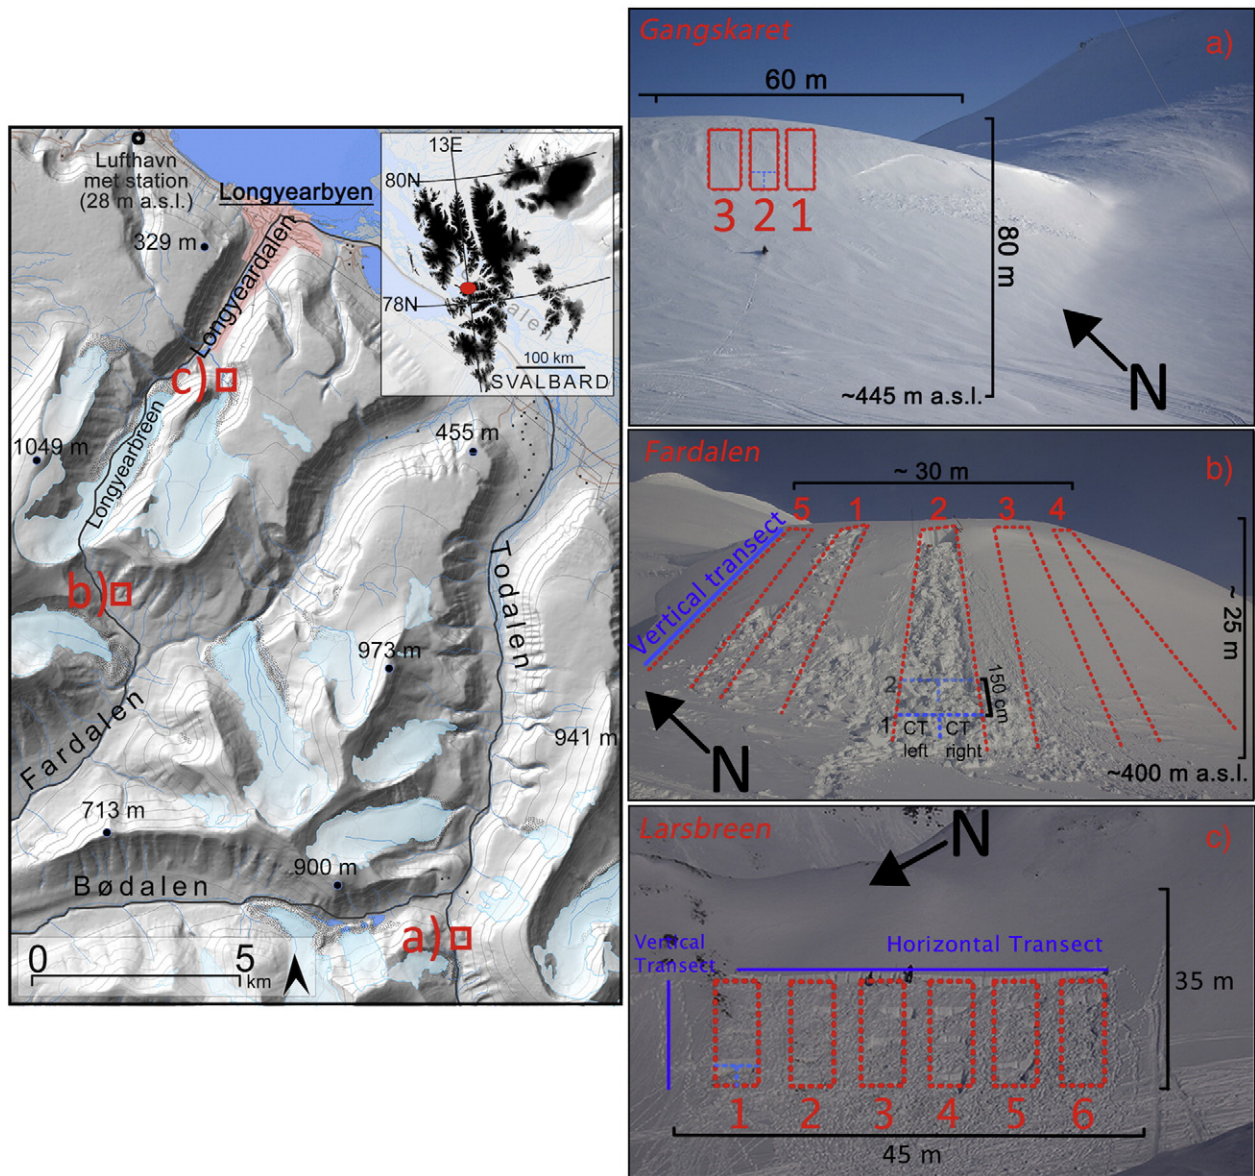 Lufthavn
met station
(28 m a.s.l.)
Longyearbyen
329 m
Longyeardalen
13E
80N
78N
100 km
SVALBARD
c)
1049 m
Longyearbreen
455 m
b)
Todalen
973 m
Fardalen
941 m
713 m
900 m
Bødalen
a)
0 5
km
Gangskaret
a)
60 m
3 2 1
80 m
~445 m a.s.l.
N
Fardalen
b)
~ 30 m
5 1 2 3 4
Vertical transect
~ 25 m
2
150 cm
1
CT
left
CT
right
N
~400 m a.s.l.
Larsbreen
c)
N
Vertical
Transect
Horizontal Transect
35 m
1 2 3 4 5 6
45 m